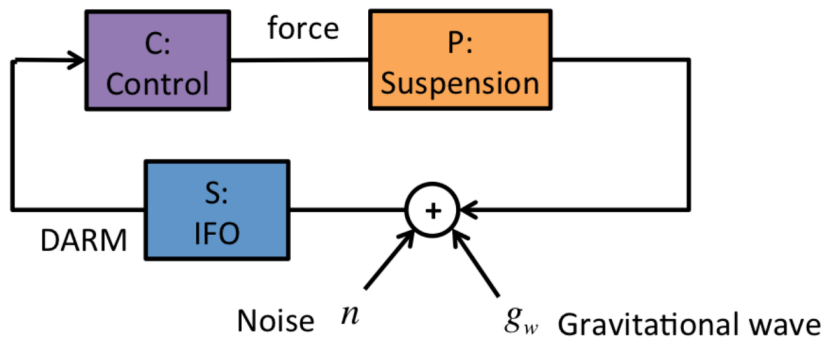 C:
Control
force
P:
Suspension
S:
IFO
+
DARM
Noise n
g_w Gravitational wave